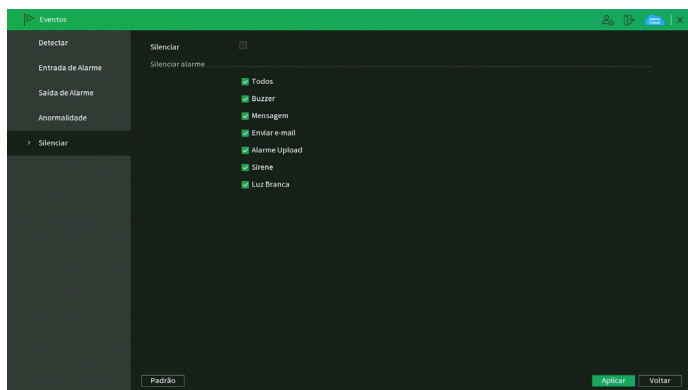 Eventos
Detectar
Entrada de Alarme
Saída de Alarme
Anormalidade
Silenciar
Silenciar
Silenciar alarme
Todos
Buzzer
Mensagem
Enviar e-mail
Alarme Upload
Sirene
Luz Branca
Padrão
Aplicar
Voltar